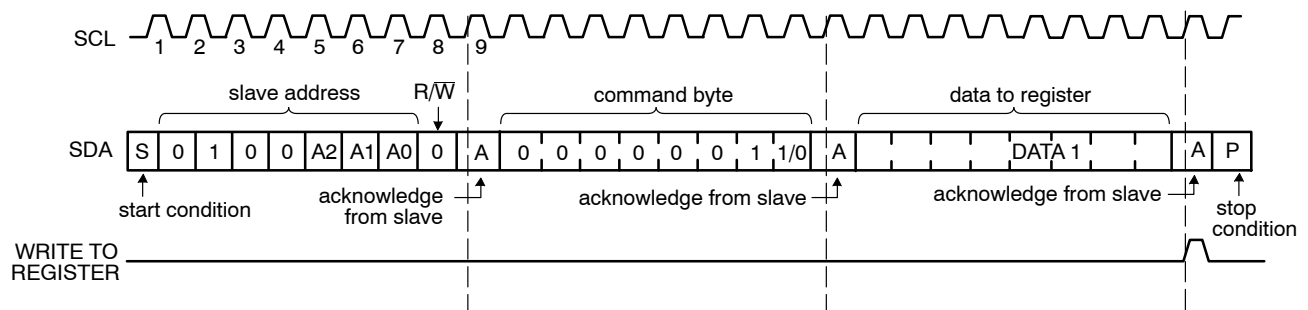 SCL
1 2 3 4 5 6 7 8 9
slave address
R/W̅
command byte
data to register
SDA
S 0 1 0 0 A2 A1 A0 0 A 0 0 0 0 0 0 1 1/0 A DATA 1 A P
start condition
acknowledge
from slave
acknowledge from slave
acknowledge from slave
stop
condition
WRITE TO
REGISTER